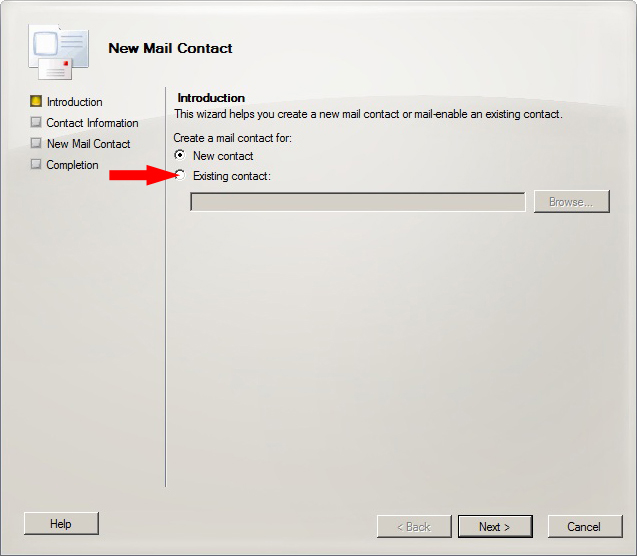 New Mail Contact
Introduction
Contact Information
New Mail Contact
Completion
Introduction
This wizard helps you create a new mail contact or mail-enable an existing contact.
Create a mail contact for:
New contact
Existing contact:
Browse...
Help
< Back
Next >
Cancel